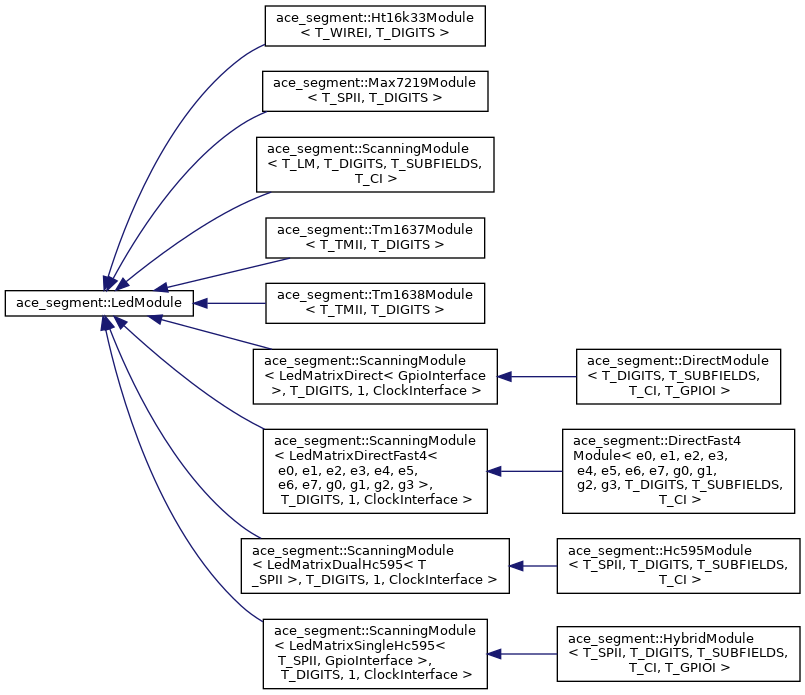 ace_segment::Ht16k33Module
< T_WIREI, T_DIGITS >
ace_segment::Max7219Module
< T_SPII, T_DIGITS >
ace_segment::ScanningModule
< T_LM, T_DIGITS, T_SUBFIELDS,
T_CI >
ace_segment::Tm1637Module
< T_TMII, T_DIGITS >
ace_segment::LedModule
ace_segment::Tm1638Module
< T_TMII, T_DIGITS >
ace_segment::ScanningModule
< LedMatrixDirect< GpioInterface
>, T_DIGITS, 1, ClockInterface >
ace_segment::DirectModule
< T_DIGITS, T_SUBFIELDS,
T_CI, T_GPIOI >
ace_segment::ScanningModule
< LedMatrixDirectFast4<
e0, e1, e2, e3, e4, e5,
e6, e7, g0, g1, g2, g3 >,
T_DIGITS, 1, ClockInterface >
ace_segment::DirectFast4
Module< e0, e1, e2, e3,
e4, e5, e6, e7, g0, g1,
g2, g3, T_DIGITS, T_SUBFIELDS,
T_CI >
ace_segment::ScanningModule
< LedMatrixDualHc595< T
_SPII >, T_DIGITS, 1, ClockInterface >
ace_segment::Hc595Module
< T_SPII, T_DIGITS, T_SUBFIELDS,
T_CI >
ace_segment::ScanningModule
< LedMatrixSingleHc595<
T_SPII, GpioInterface >,
T_DIGITS, 1, ClockInterface >
ace_segment::HybridModule
< T_SPII, T_DIGITS, T_SUBFIELDS,
T_CI, T_GPIOI >